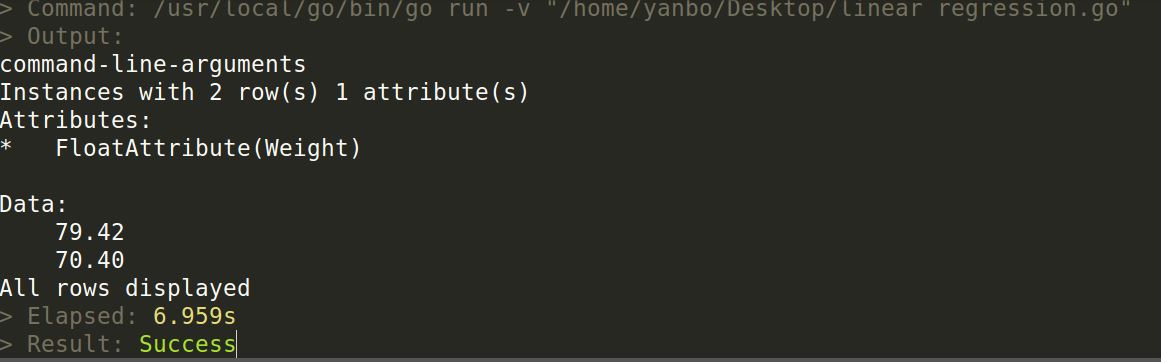 > Command: /usr/local/go/bin/go run -v "/home/yanbo/Desktop/linear regression.go"
> Output:
command-line-arguments
Instances with 2 row(s) 1 attribute(s)
Attributes:
*   FloatAttribute(Weight)
Data:
    79.42
    70.40
All rows displayed
> Elapsed: 6.959s
> Result: Success